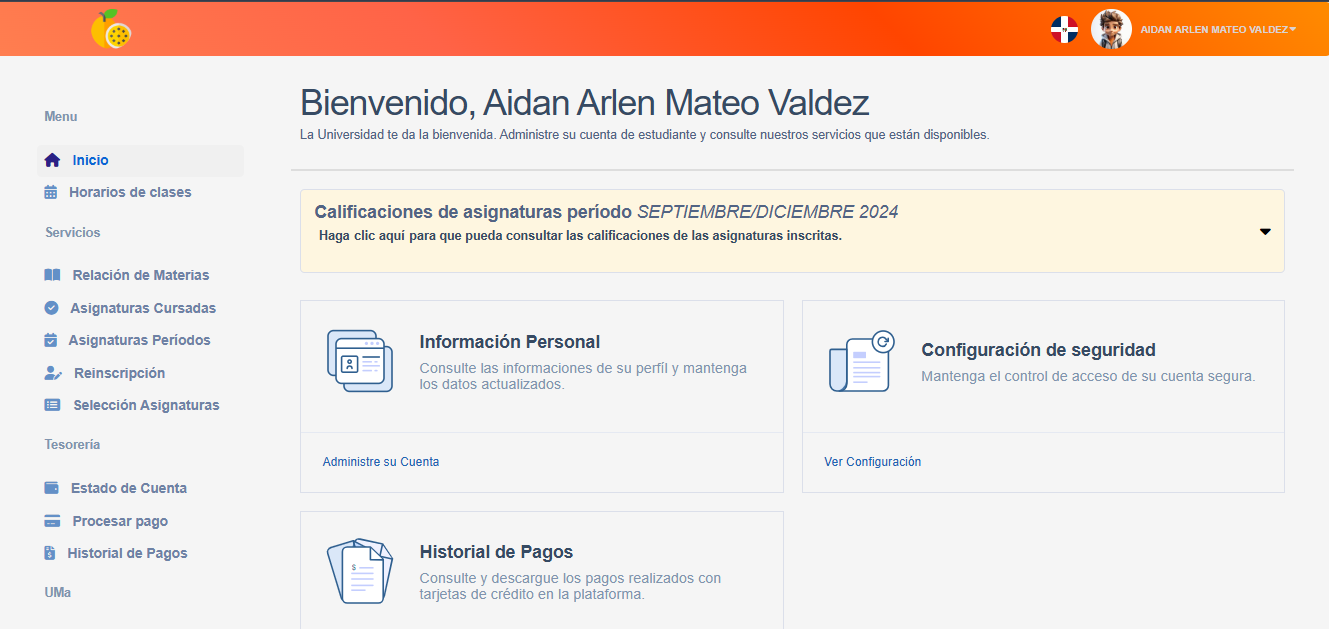 AIDAN ARLEN MATEO VALDEZ
Bienvenido, Aidan Arlen Mateo Valdez
La Universidad te da la bienvenida. Administre su cuenta de estudiante y consulte nuestros servicios que están disponibles.
Menu
Inicio
Horarios de clases
Servicios
Relación de Materias
Asignaturas Cursadas
Asignaturas Períodos
Reinscripción
Selección Asignaturas
Tesorería
Estado de Cuenta
Procesar pago
Historial de Pagos
UMa
Calificaciones de asignaturas período SEPTIEMBRE/DICIEMBRE 2024
Haga clic aquí para que pueda consultar las calificaciones de las asignaturas inscritas.
Información Personal
Consulte las informaciones de su perfíl y mantenga
los datos actualizados.
Administre su Cuenta
Configuración de seguridad
Mantenga el control de acceso de su cuenta segura.
Ver Configuración
$
Historial de Pagos
Consulte y descargue los pagos realizados con
tarjetas de crédito en la plataforma.